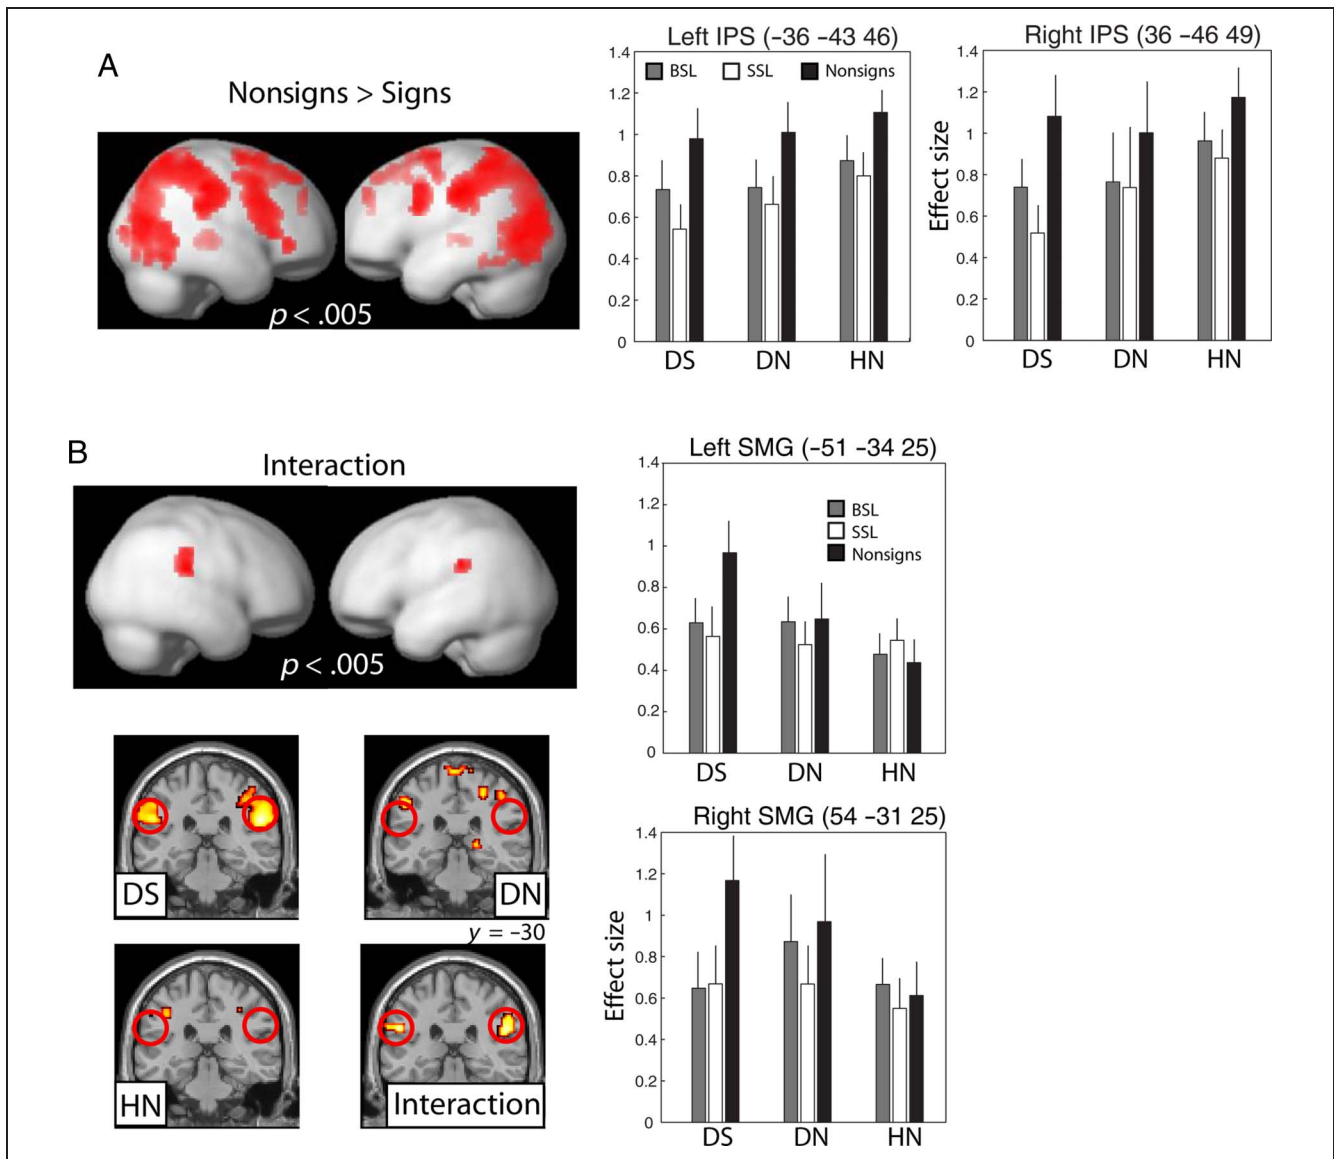 A
Nonsigns > Signs
p < .005
Left IPS (–36 –43 46)
1.4
1.2
1
0.8
0.6
0.4
0.2
0
BSL
SSL
Nonsigns
DS
DN
HN
Right IPS (36 –46 49)
Effect size
1.4
1.2
1
0.8
0.6
0.4
0.2
0
DS
DN
HN
B
Interaction
p < .005
DS
DN
y = –30
HN
Interaction
Left SMG (–51 –34 25)
1.4
1.2
1
0.8
0.6
0.4
0.2
0
BSL
SSL
Nonsigns
DS
DN
HN
Right SMG (54 –31 25)
Effect size
1.4
1.2
1
0.8
0.6
0.4
0.2
0
DS
DN
HN